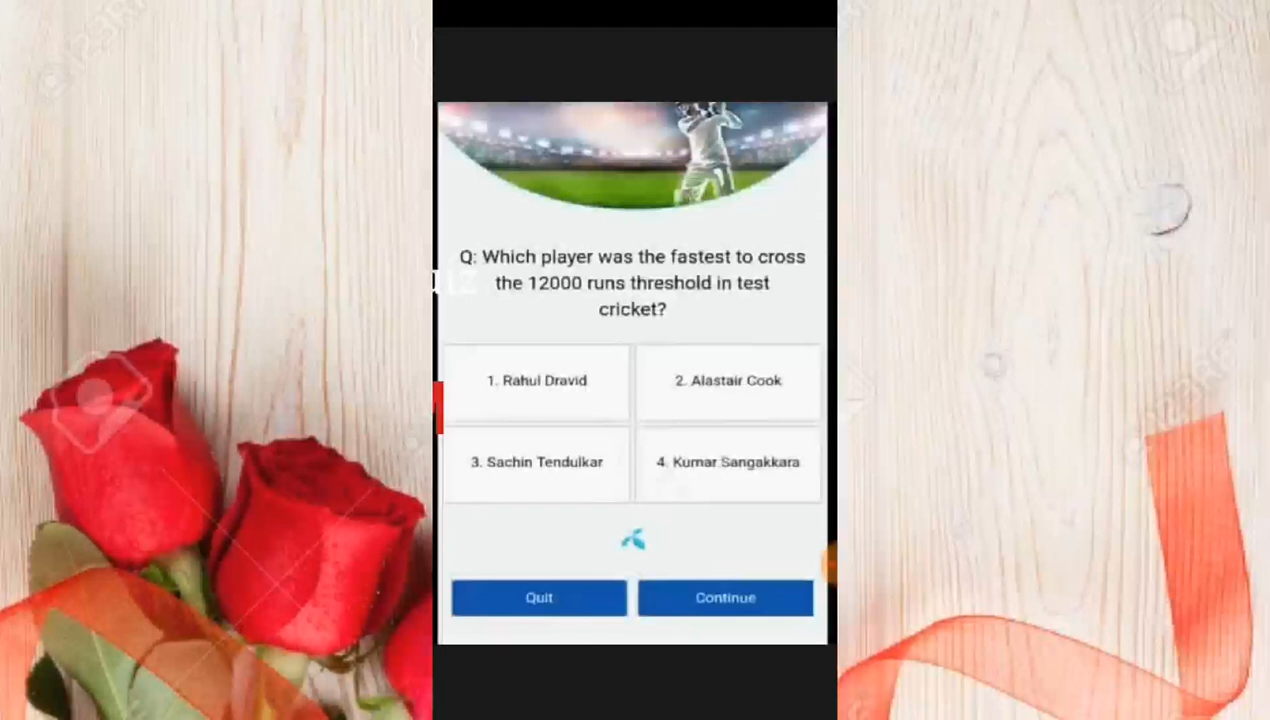 Q: Which player was the fastest to cross
the 12000 runs threshold in test
cricket?
1. Rahul Dravid
2. Alastair Cook
3. Sachin Tendulkar
4. Kumar Sangakkara
Quit
Continue